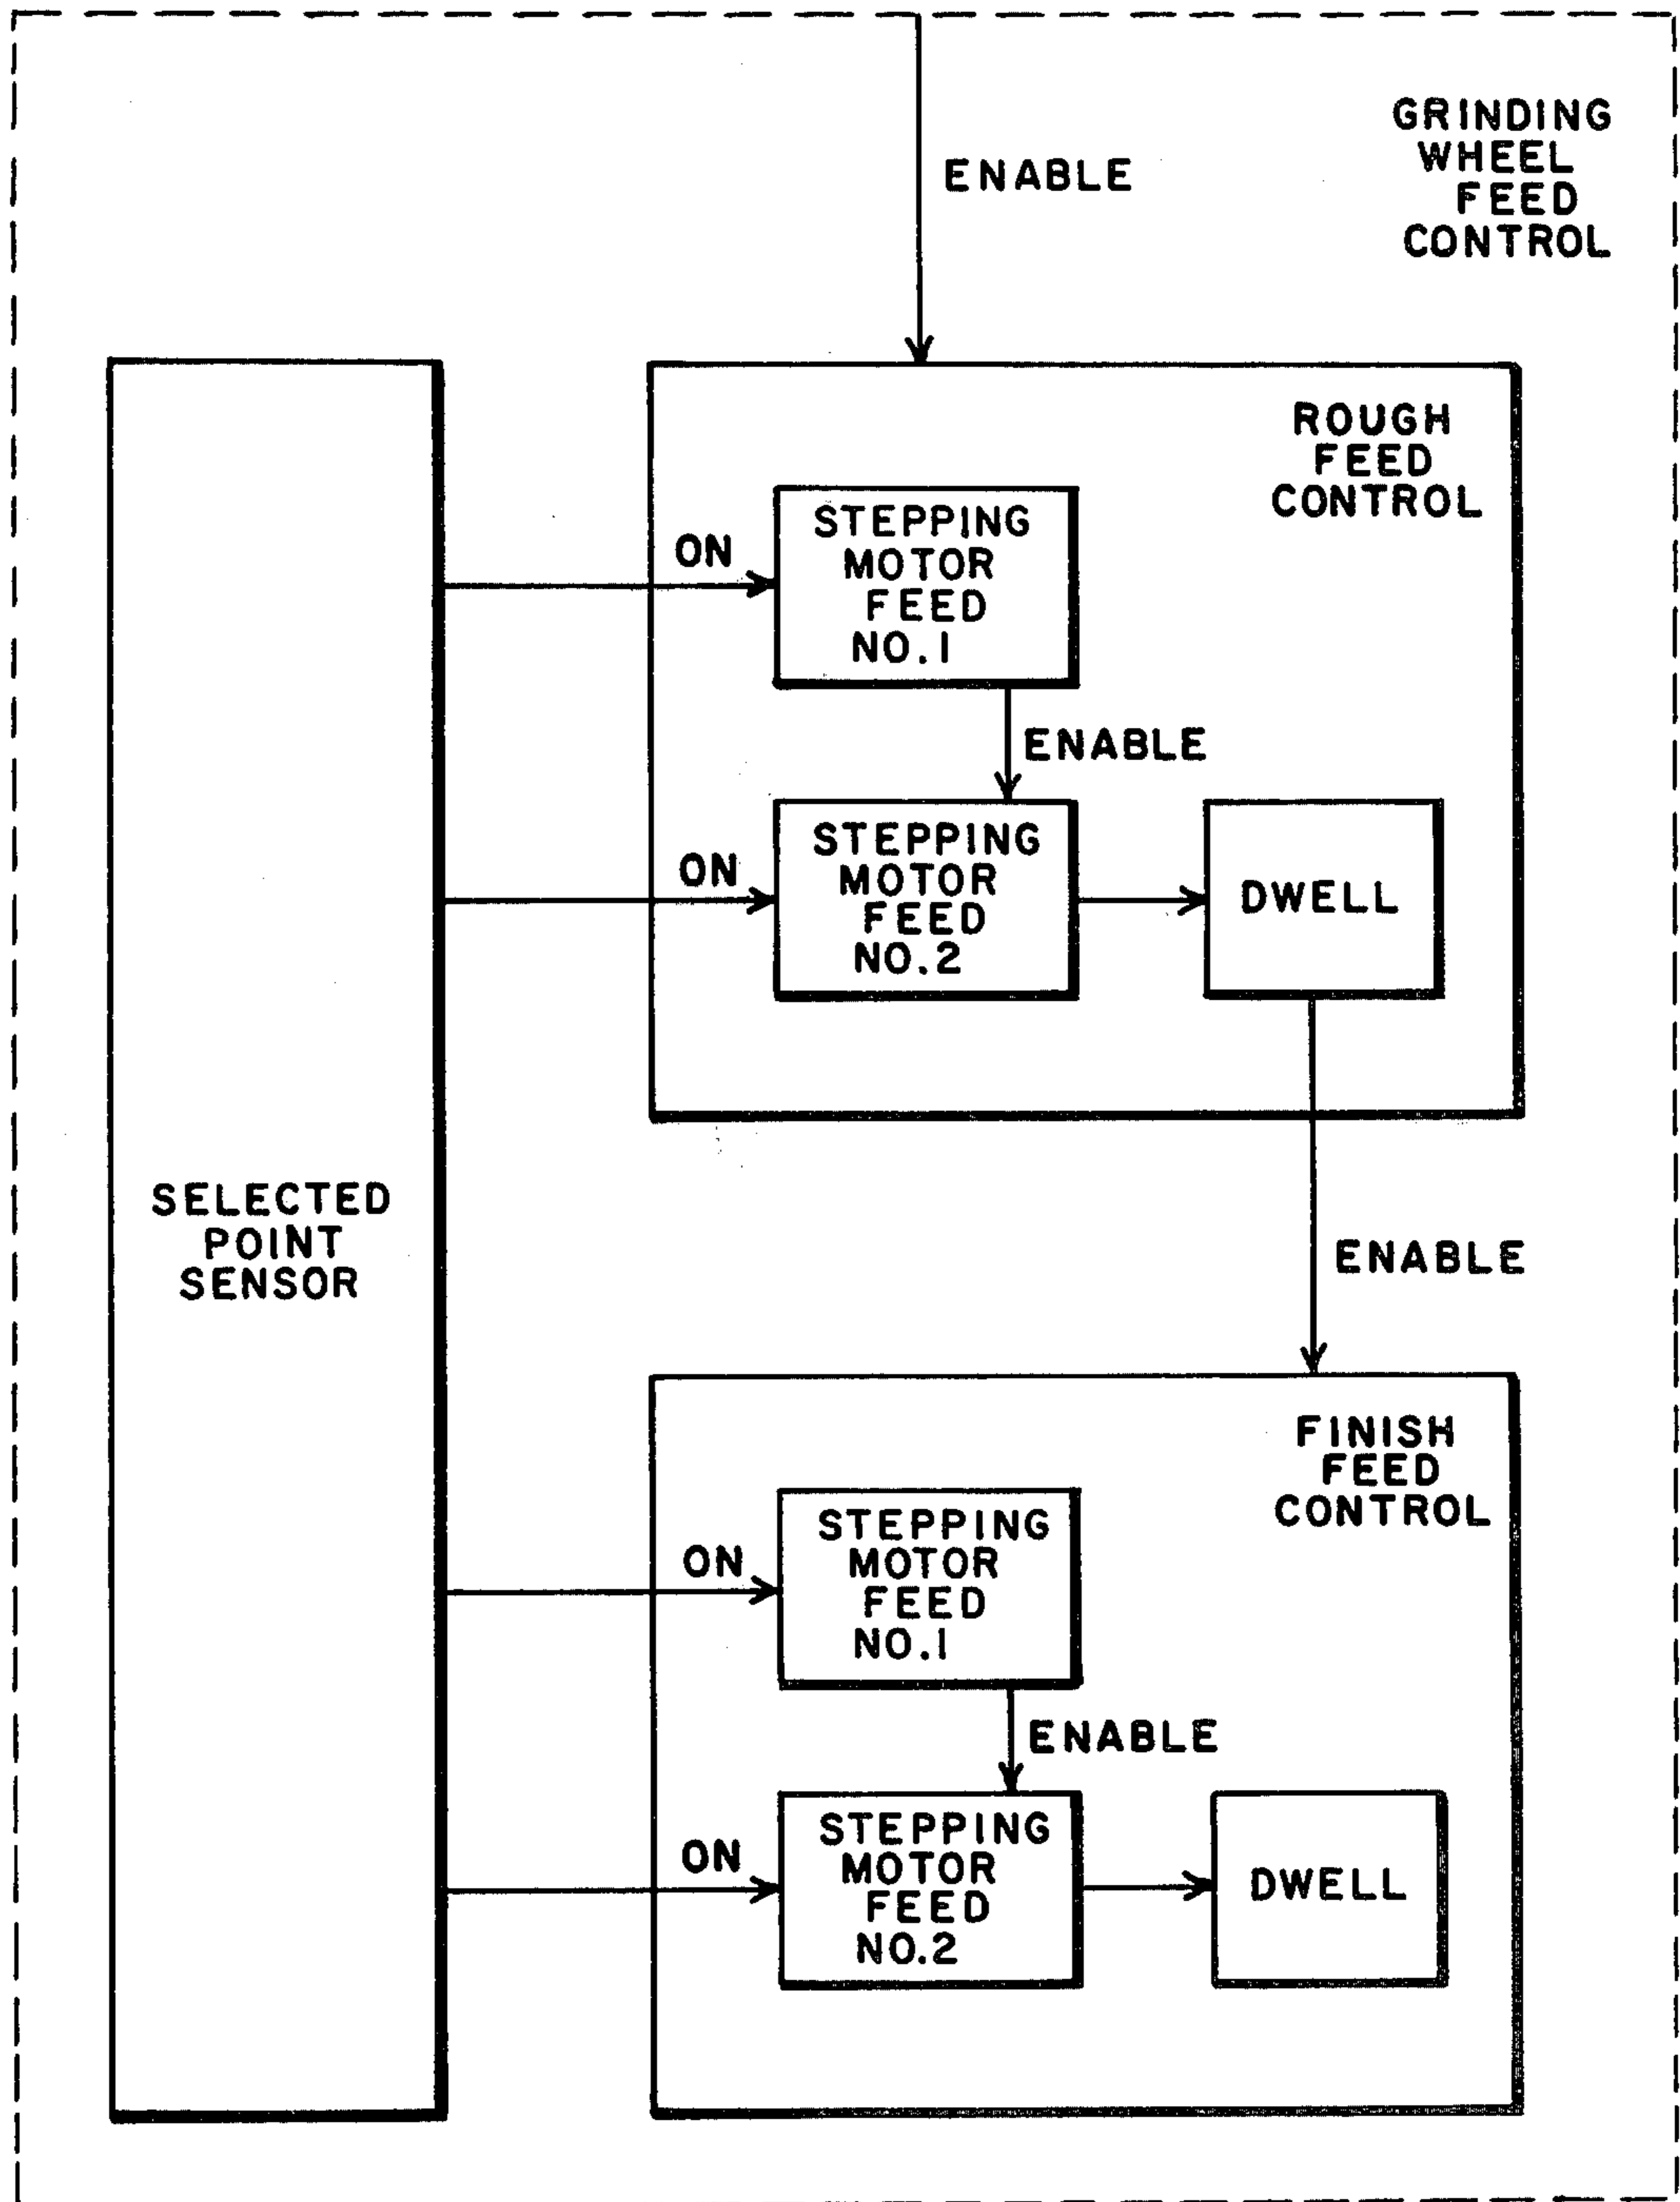 GRINDING
WHEEL
FEED
CONTROL
ENABLE
ROUGH
FEED
CONTROL
ON
STEPPING
MOTOR
FEED
NO.1
ENABLE
ON
STEPPING
MOTOR
FEED
NO.2
DWELL
SELECTED
POINT
SENSOR
ENABLE
FINISH
FEED
CONTROL
ON
STEPPING
MOTOR
FEED
NO.1
ENABLE
ON
STEPPING
MOTOR
FEED
NO.2
DWELL